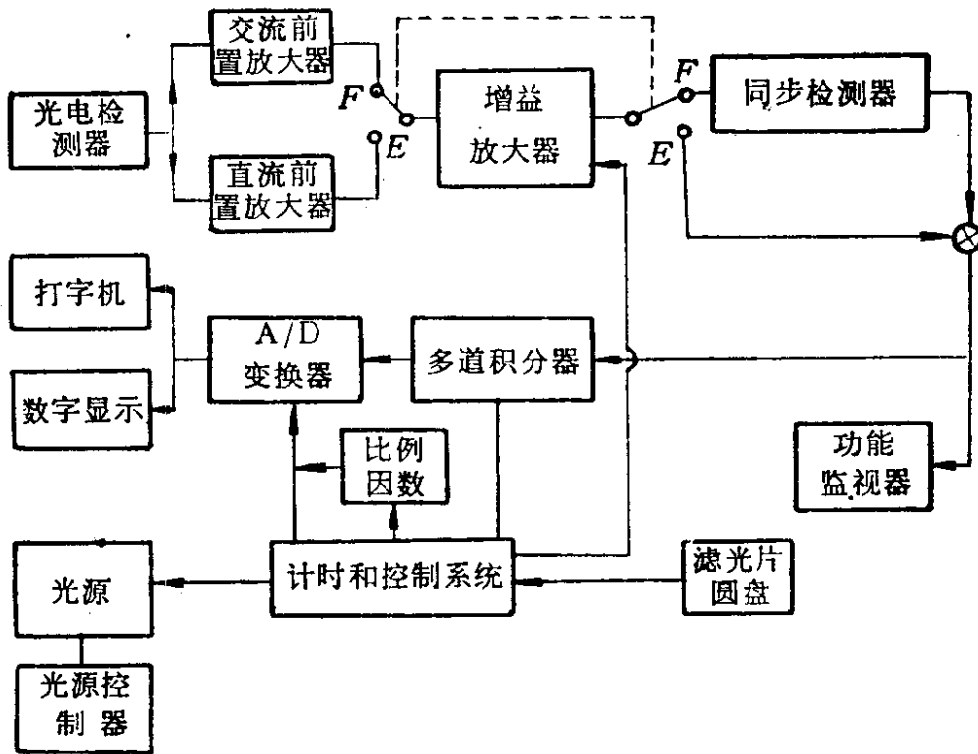 交流前
置放大器
光电检
测器
直流前
置放大器
F
E
增益
放大器
F
E
同步检测器
打字机
数字显示
A/D
变换器
多道积分器
比例
因数
功能
监视器
光源
计时和控制系统
滤光片
圆盘
光源控
制器